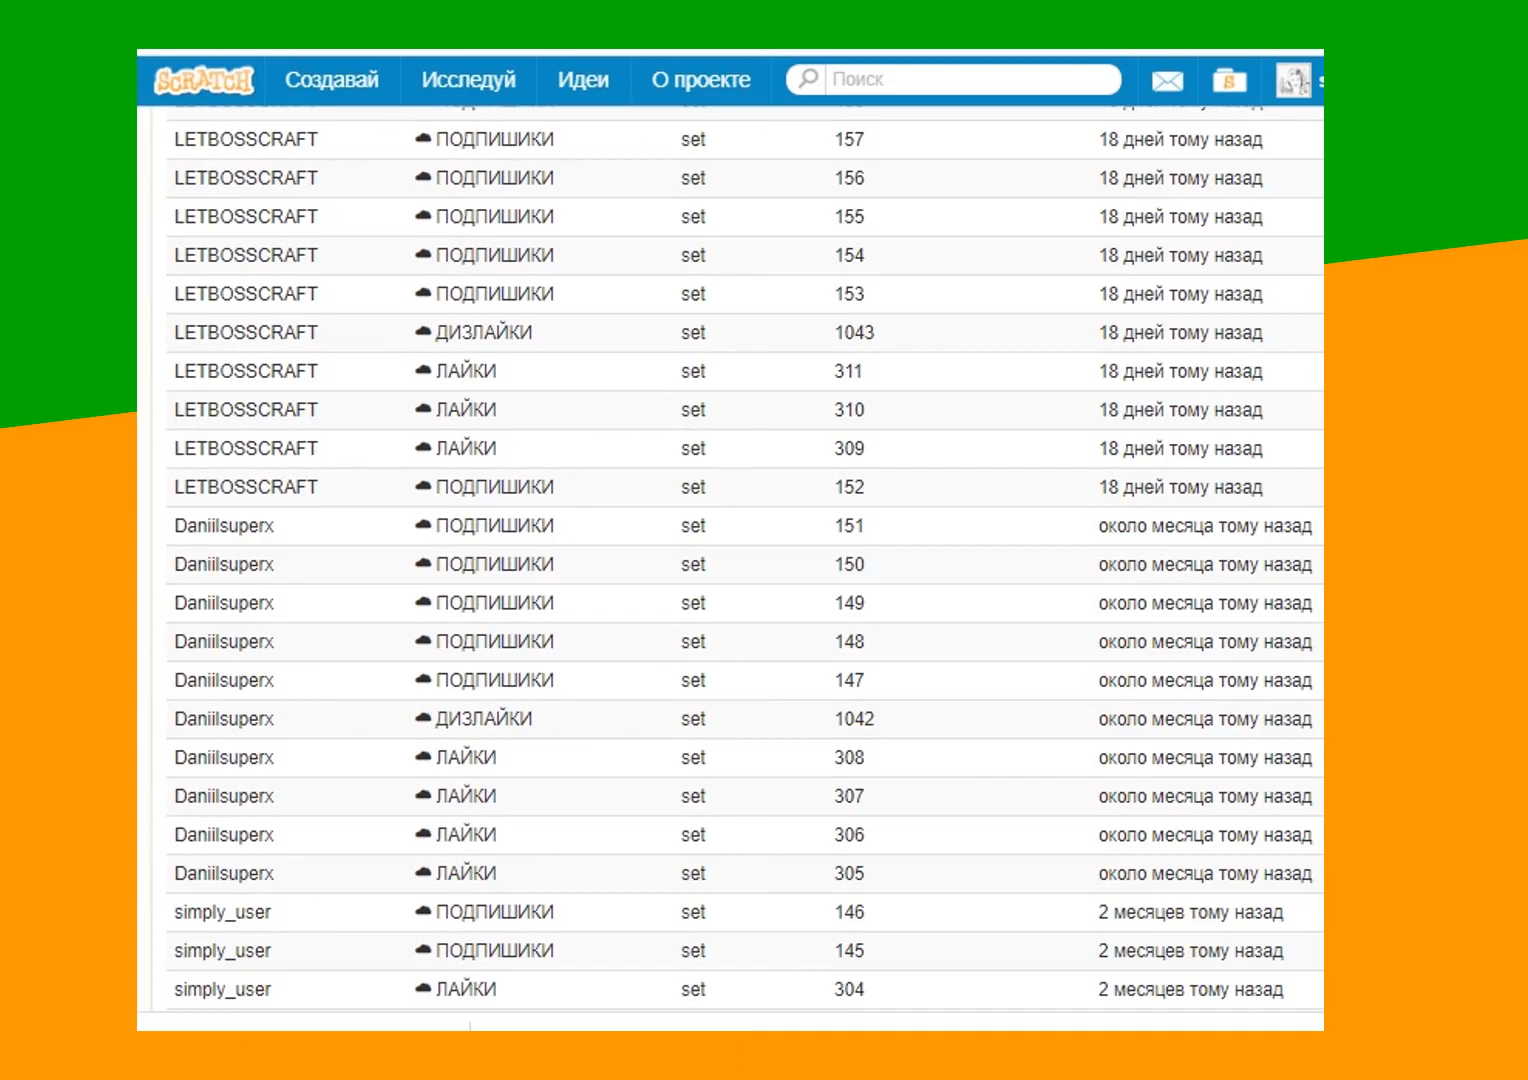 SCRATCH Создавай Исследуй Идеи О проекте Поиск
LETBOSSCRAFT ПОДПИШИКИ set 157 18 дней тому назад
LETBOSSCRAFT ПОДПИШИКИ set 156 18 дней тому назад
LETBOSSCRAFT ПОДПИШИКИ set 155 18 дней тому назад
LETBOSSCRAFT ПОДПИШИКИ set 154 18 дней тому назад
LETBOSSCRAFT ПОДПИШИКИ set 153 18 дней тому назад
LETBOSSCRAFT ДИЗЛАЙКИ set 1043 18 дней тому назад
LETBOSSCRAFT ЛАЙКИ set 311 18 дней тому назад
LETBOSSCRAFT ЛАЙКИ set 310 18 дней тому назад
LETBOSSCRAFT ЛАЙКИ set 309 18 дней тому назад
LETBOSSCRAFT ПОДПИШИКИ set 152 18 дней тому назад
Daniilsuperx ПОДПИШИКИ set 151 около месяца тому назад
Daniilsuperx ПОДПИШИКИ set 150 около месяца тому назад
Daniilsuperx ПОДПИШИКИ set 149 около месяца тому назад
Daniilsuperx ПОДПИШИКИ set 148 около месяца тому назад
Daniilsuperx ПОДПИШИКИ set 147 около месяца тому назад
Daniilsuperx ДИЗЛАЙКИ set 1042 около месяца тому назад
Daniilsuperx ЛАЙКИ set 308 около месяца тому назад
Daniilsuperx ЛАЙКИ set 307 около месяца тому назад
Daniilsuperx ЛАЙКИ set 306 около месяца тому назад
Daniilsuperx ЛАЙКИ set 305 около месяца тому назад
simply_user ПОДПИШИКИ set 146 2 месяцев тому назад
simply_user ПОДПИШИКИ set 145 2 месяцев тому назад
simply_user ЛАЙКИ set 304 2 месяцев тому назад